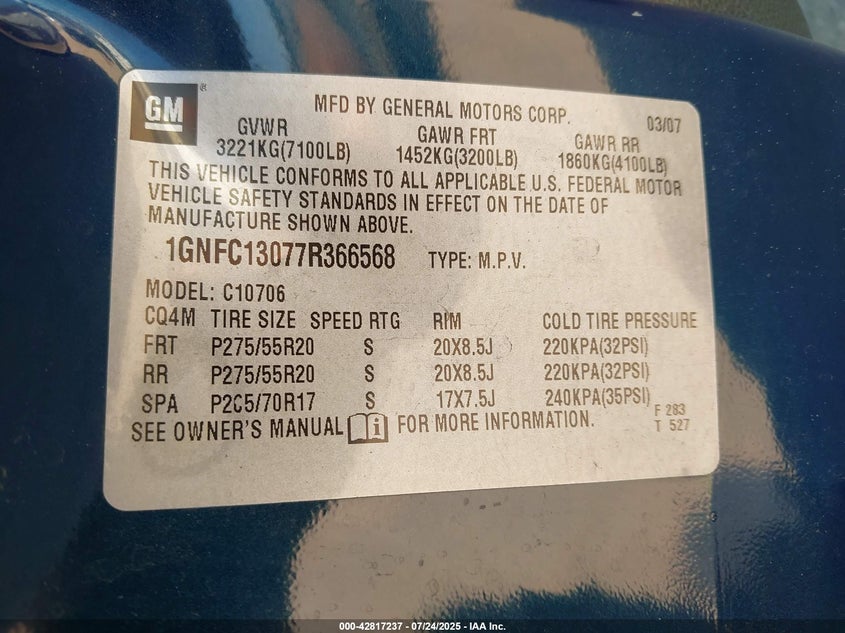 GM®
MFD BY GENERAL MOTORS CORP. 03/07
GVWR GAWR FRT GAWR RR
3221KG(7100LB) 1452KG(3200LB) 1860KG(4100LB)
THIS VEHICLE CONFORMS TO ALL APPLICABLE U.S. FEDERAL MOTOR
VEHICLE SAFETY STANDARDS IN EFFECT ON THE DATE OF
MANUFACTURE SHOWN ABOVE.
1GNFC13077R366568 TYPE: M.P.V.
MODEL: C10706
CQ4M TIRE SIZE SPEED RTG RIM COLD TIRE PRESSURE
FRT P275/55R20 S 20X8.5J 220KPA(32PSI)
RR P275/55R20 S 20X8.5J 220KPA(32PSI)
SPA P2C5/70R17 S 17X7.5J 240KPA(35PSI)
F 283
SEE OWNER'S MANUAL i FOR MORE INFORMATION. T 527
000-42817237 - 07/24/2025 - IAA Inc.